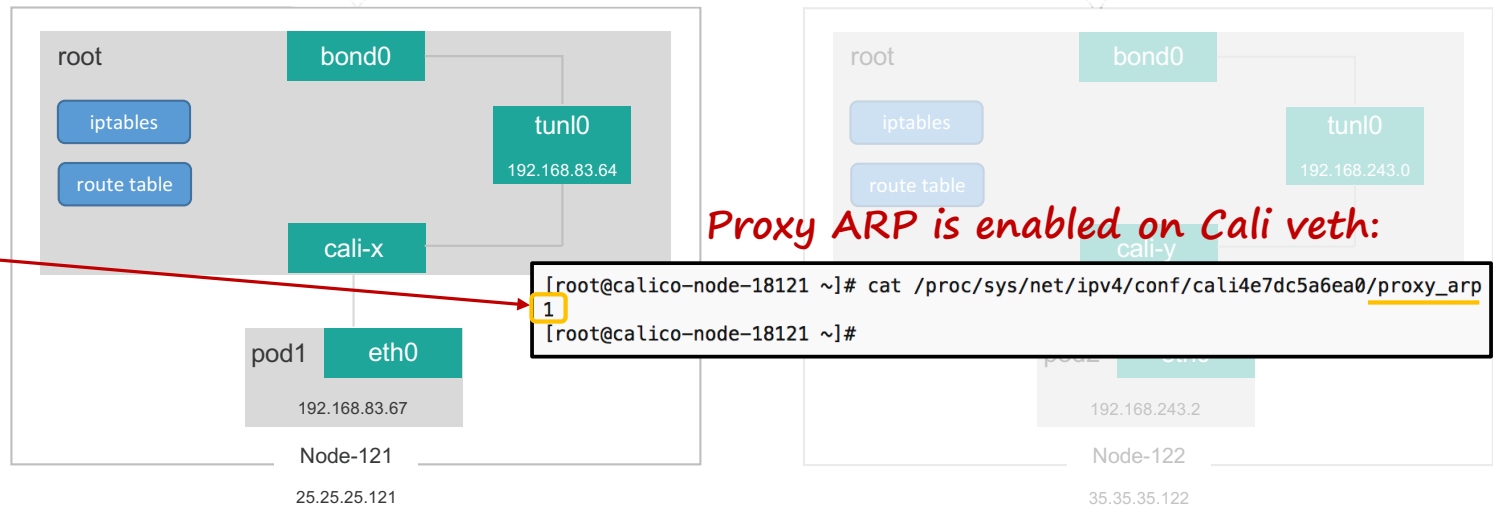 root
bond0
iptables
tunl0
192.168.83.64
route table
cali-x
pod1
eth0
192.168.83.67
Node-121
25.25.25.121
root
bond0
iptables
tunl0
192.168.243.0
route table
Proxy ARP is enabled on Cali veth:
cali-y
[root@calico-node-18121 ~]# cat /proc/sys/net/ipv4/conf/cali4e7dc5a6ea0/proxy_arp
1
[root@calico-node-18121 ~]#
192.168.243.2
Node-122
35.35.35.122